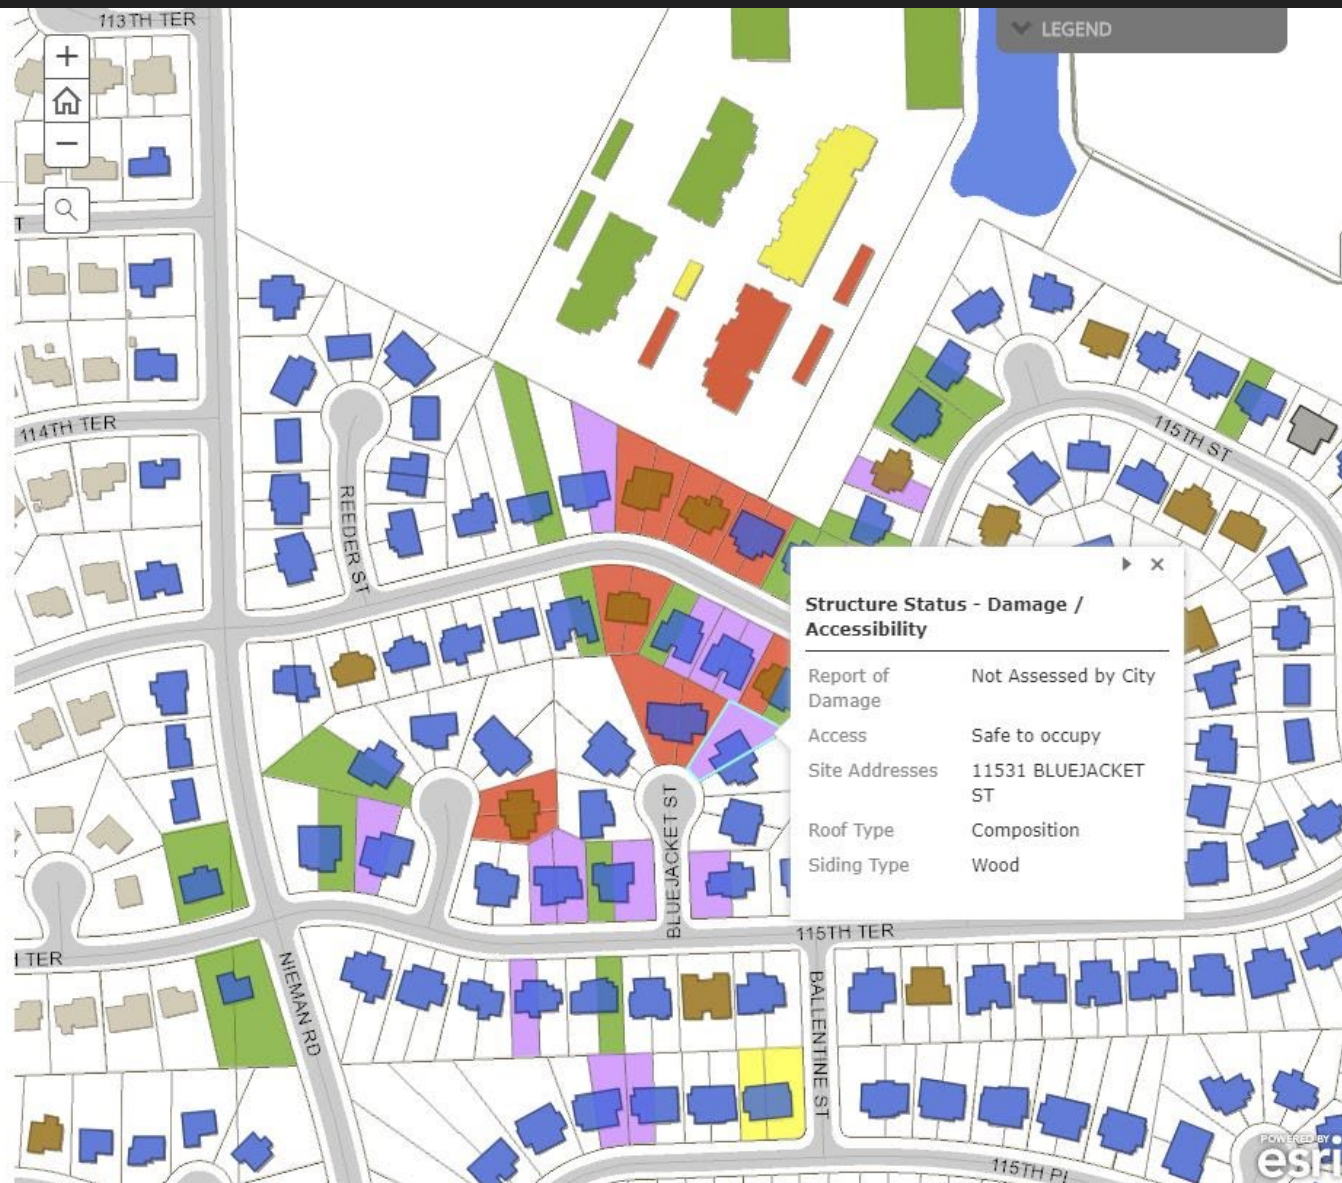 113TH TER
LEGEND
+
−
T
114TH TER
115TH ST
REEDER ST
Structure Status - Damage /
Accessibility
Report of Damage
Not Assessed by City
Access
Safe to occupy
Site Addresses
11531 BLUEJACKET
ST
Roof Type
Composition
Siding Type
Wood
BLUEJACKET ST
115TH TER
TER
NIEMAN RD
BALLENTINE ST
115TH PL
POWERED BY
esri